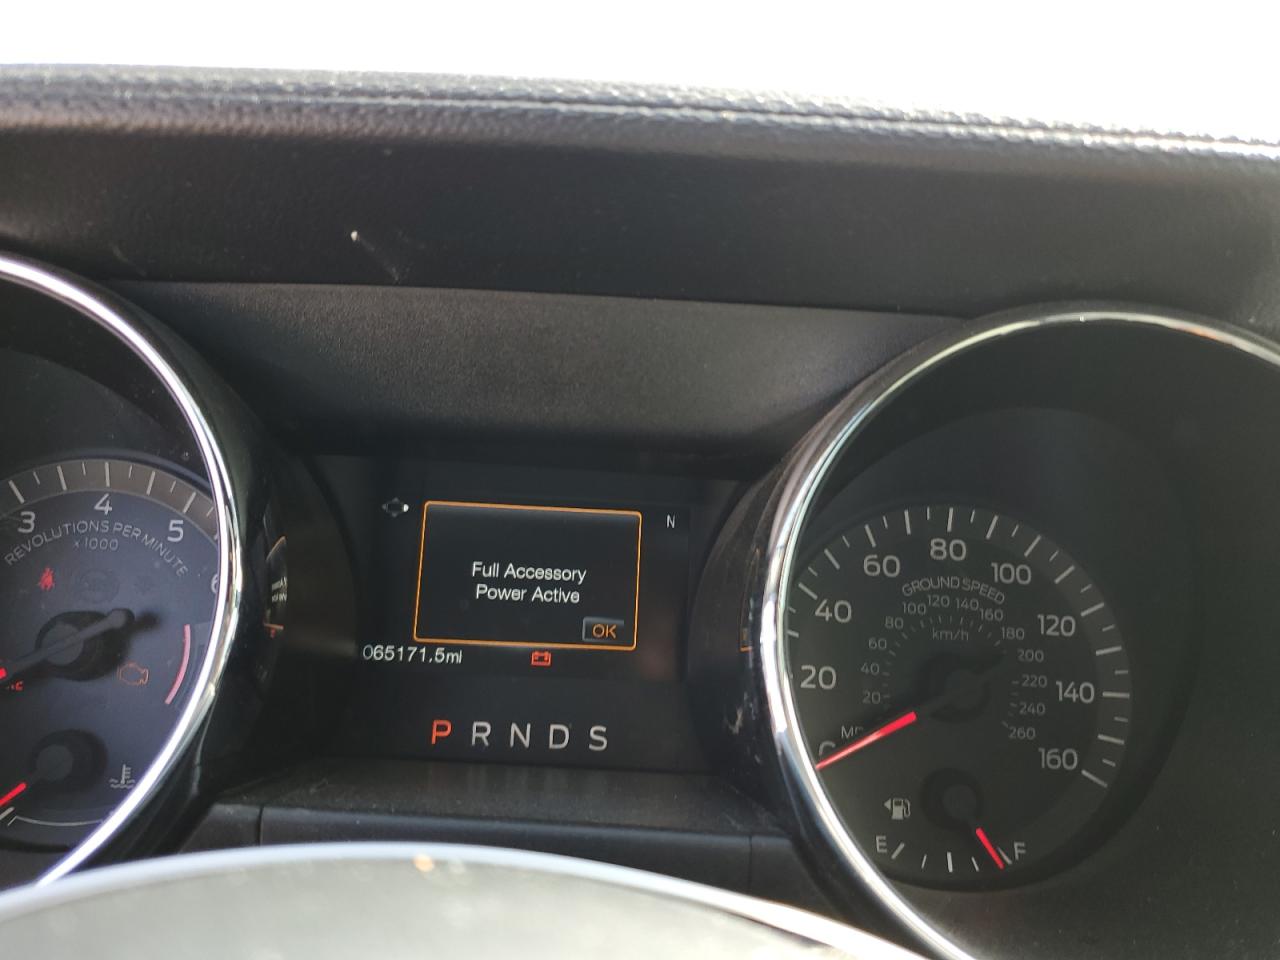 3
4
5
REVOLUTIONS PER MINUTE
x1000
N
Full Accessory
Power Active
OK
065171.5mi
P R N D S
20
40
60
80
100
120
140
160
GROUND SPEED
20
40
60
80
100
120
140
160
180
200
220
240
260
km/h
E
F